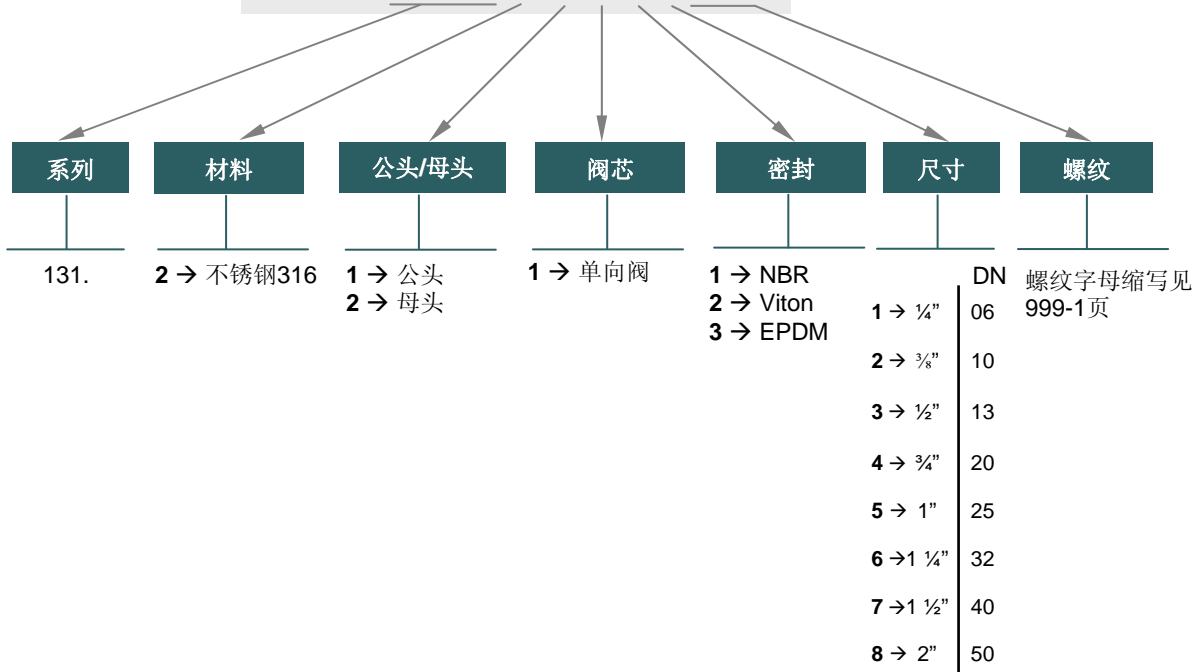 系列
材料
公头/母头
阀芯
密封
尺寸
螺纹
131.
2 → 不锈钢316
1 → 公头
2 → 母头
1 → 单向阀
1 → NBR
2 → Viton
3 → EPDM
DN
1 → ¼” 06
2 → ⅜” 10
3 → ½” 13
4 → ¾” 20
5 → 1” 25
6 →1 ¼” 32
7 →1 ½” 40
8 → 2” 50
螺纹字母缩写见
999-1页